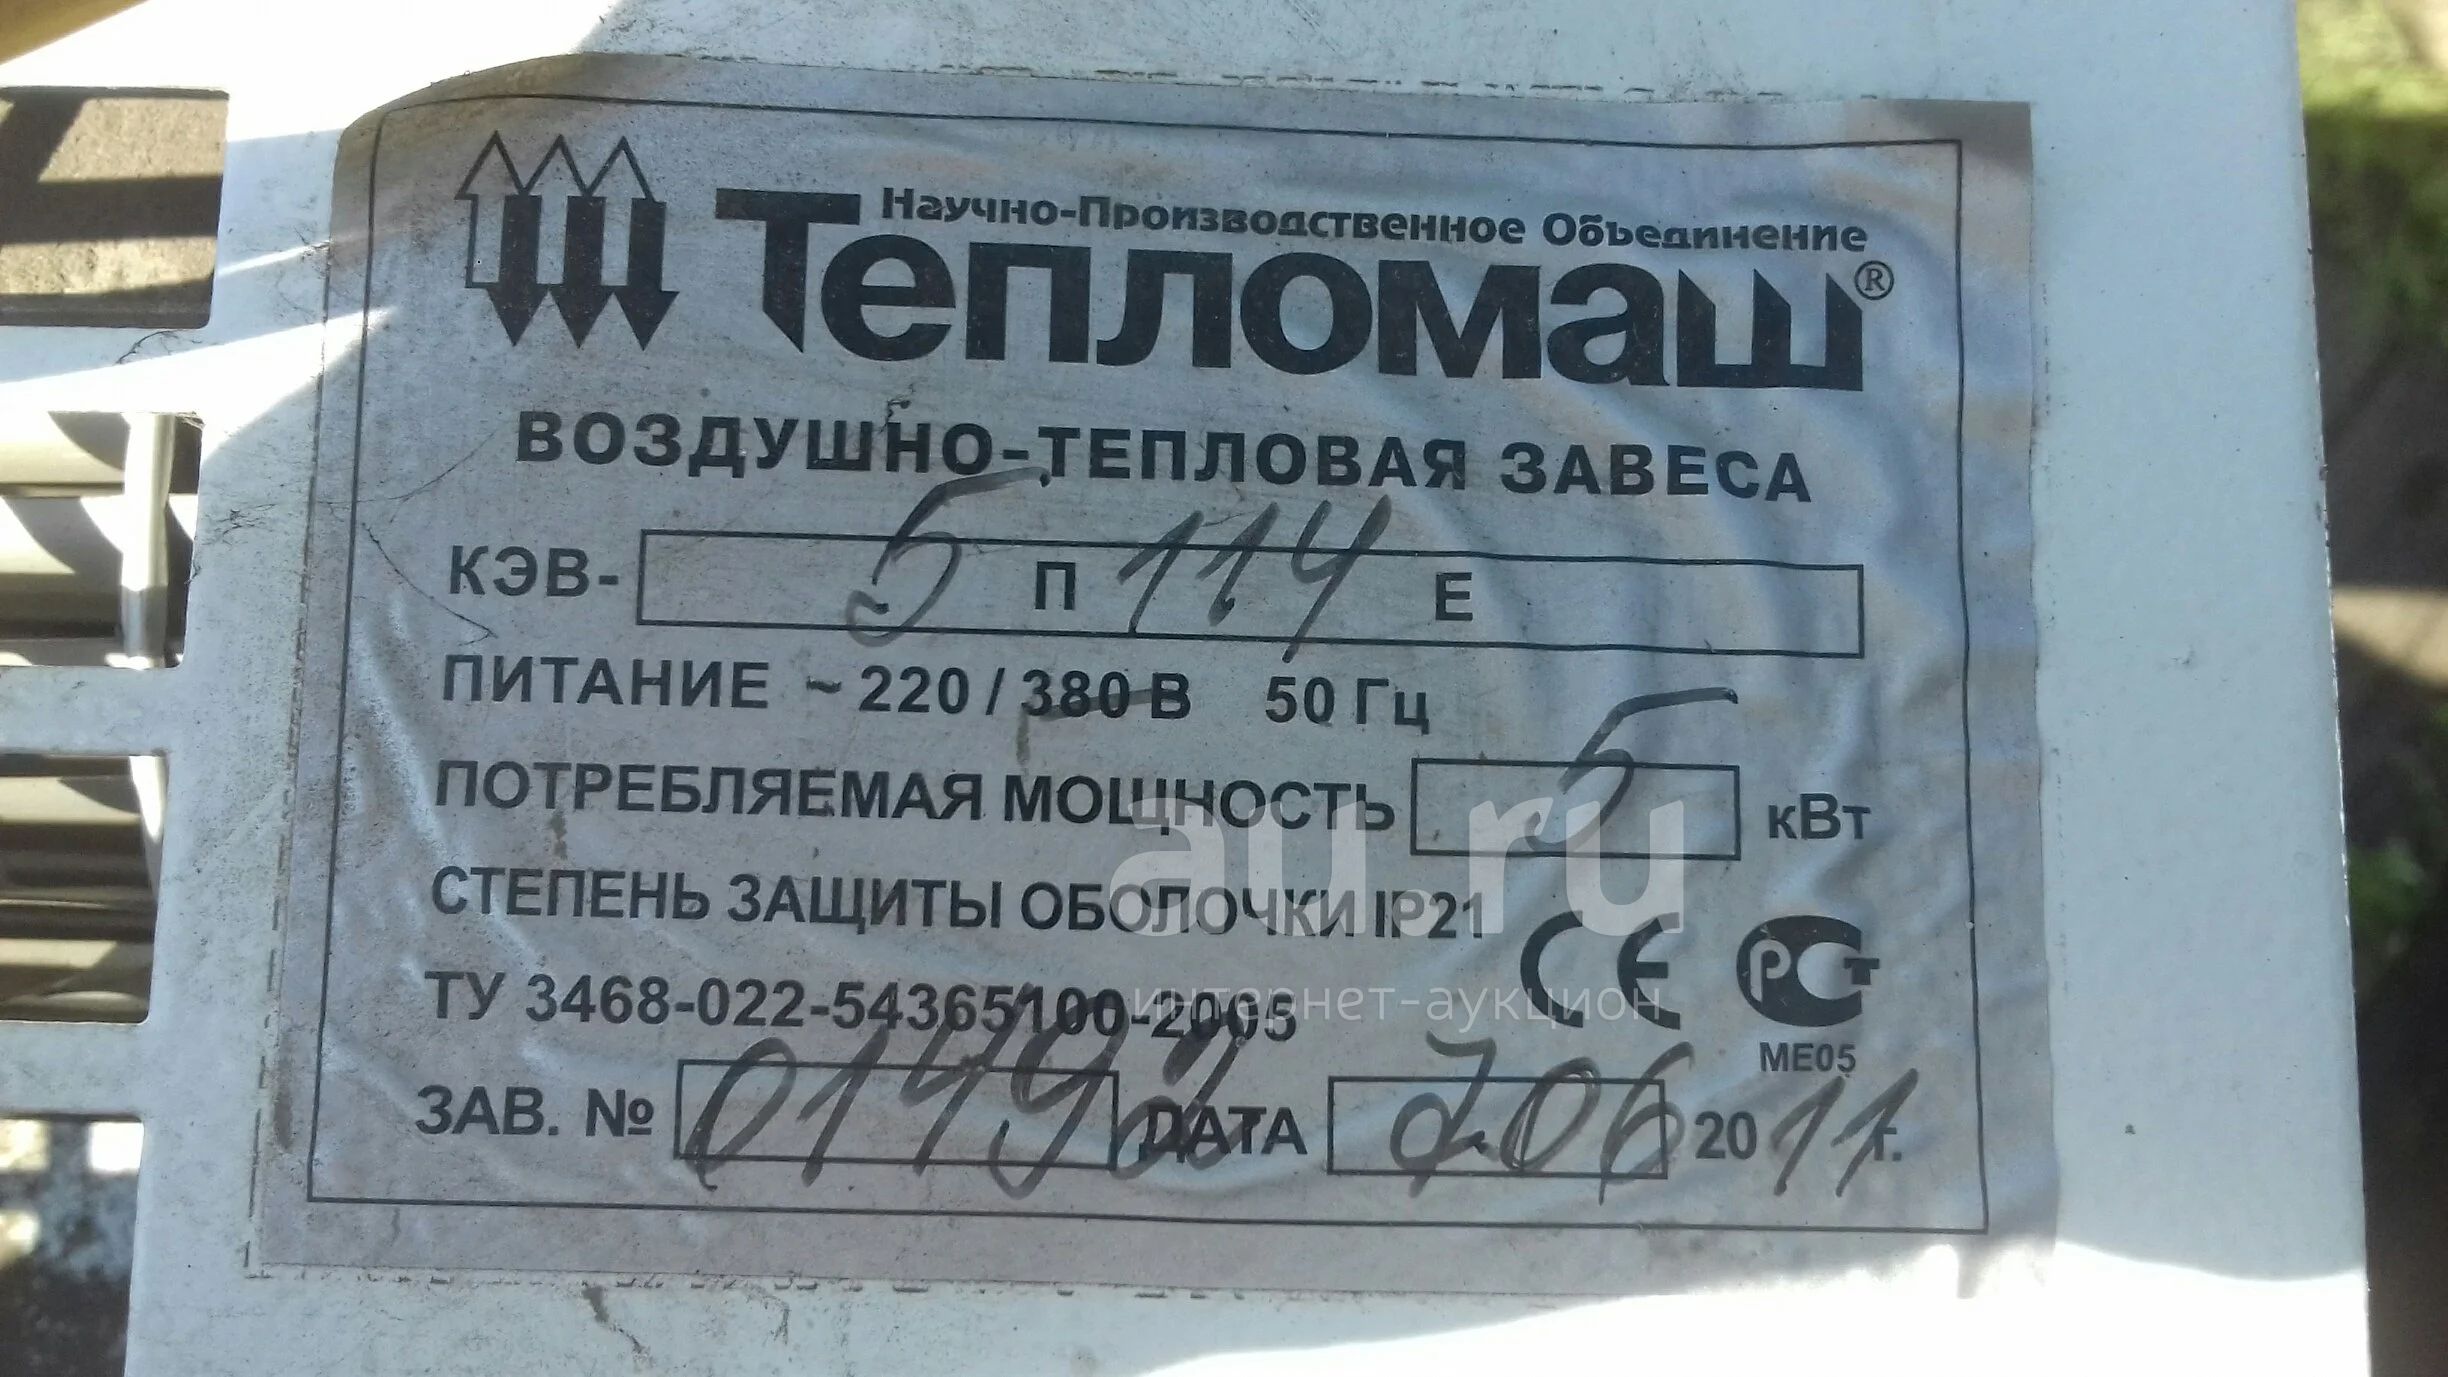 Научно-Производственное Объединение
Тепломаш®
ВОЗДУШНО-ТЕПЛОВАЯ ЗАВЕСА
КЭВ- 5 П 114 Е
ПИТАНИЕ ~ 220 / 380 В 50 Гц
ПОТРЕБЛЯЕМАЯ МОЩНОСТЬ 5 кВт
СТЕПЕНЬ ЗАЩИТЫ ОБОЛОЧКИ IP21
au.ru
интернет-аукцион
CE РСТ
ТУ 3468-022-54365100-2005
МЕ05
ЗАВ. № ДАТА 7.06 2011 г.